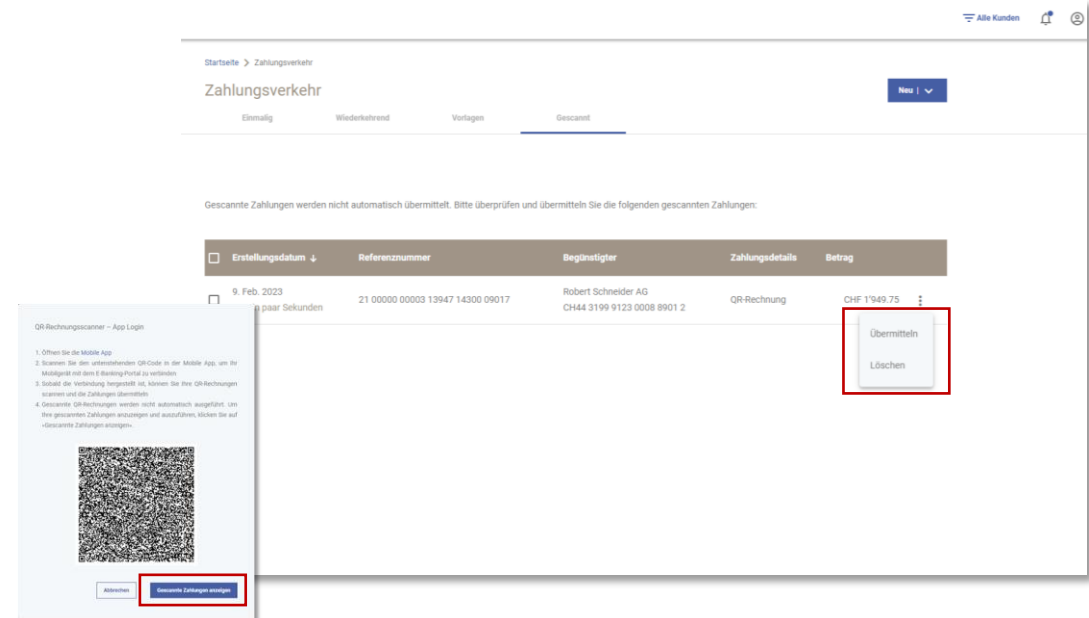 Alle Kunden
Startseite > Zahlungsverkehr
Zahlungsverkehr
Neu |
Einmalig Wiederkehrend Vorlagen Gescannt
Gescannte Zahlungen werden nicht automatisch übermittelt. Bitte überprüfen und übermitteln Sie die folgenden gescannten Zahlungen:
Erstellungsdatum ↓ Referenznummer Begünstigter Zahlungsdetails Betrag
9. Feb. 2023 Robert Schneider AG
21 00000 00003 13947 14300 09017 QR-Rechnung CHF 1'949.75
paar Sekunden CH44 3199 9123 0008 8901 2
Übermitteln
Löschen
QR-Rechnungsscanner – App Login
1. Öffnen Sie die Mobile App
2. Scannen Sie den untenstehenden QR-Code in der Mobile App, um Ihr
Mobilgerät mit dem E-Banking-Portal zu verbinden
3. Sobald die Verbindung hergestellt ist, können Sie Ihre QR-Rechnungen
scannen und die Zahlungen übermitteln
4. Gescannte QR-Rechnungen werden nicht automatisch ausgeführt. Um
Ihre gescannten Zahlungen anzuzeigen und auszuführen, klicken Sie auf
«Gescannte Zahlungen anzeigen».
Abbrechen Gescannte Zahlungen anzeigen